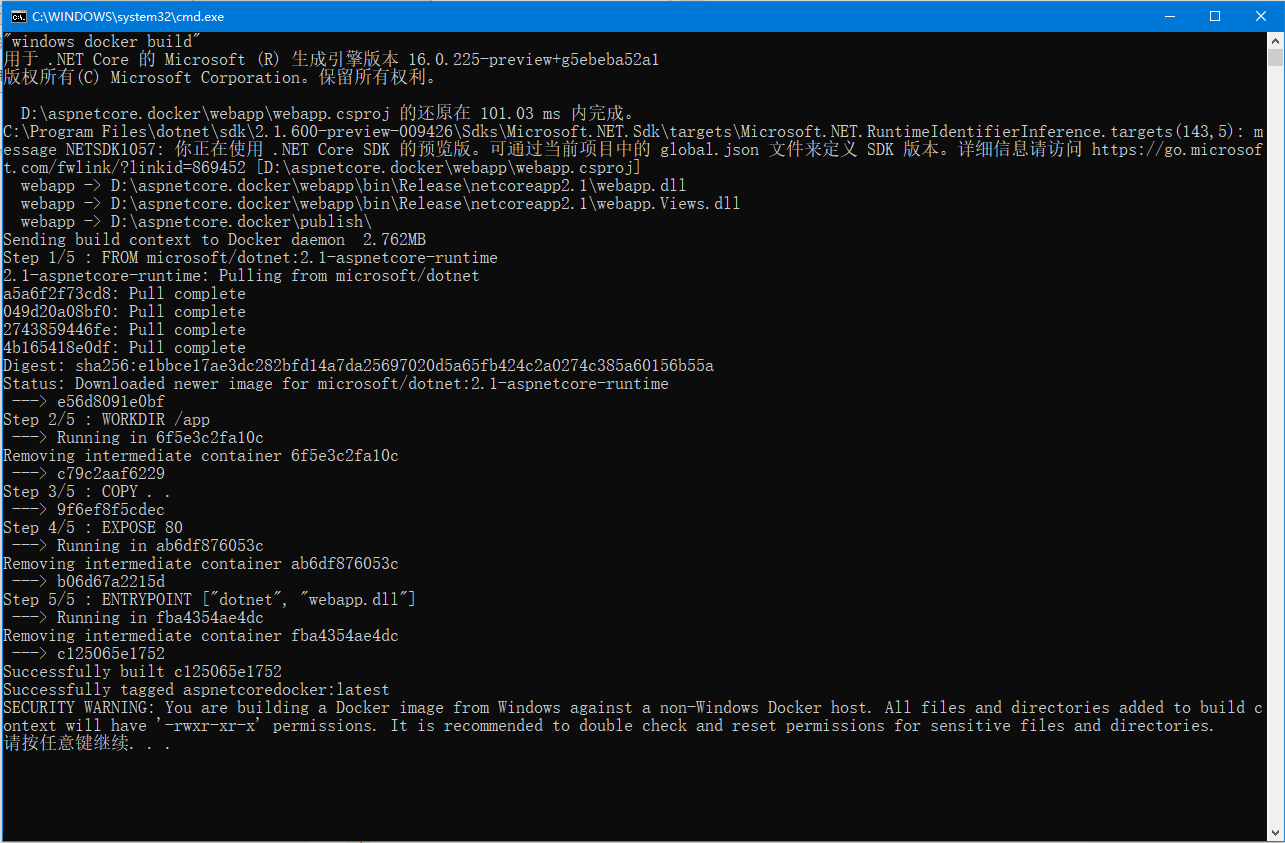 C:\WINDOWS\system32\cmd.exe
"windows docker build"
用于 .NET Core 的 Microsoft (R) 生成引擎版本 16.0.225-preview+g5ebeba52a1
版权所有(C) Microsoft Corporation。保留所有权利。
D:\aspnetcore.docker\webapp\webapp.csproj 的还原在 101.03 ms 内完成。
C:\Program Files\dotnet\sdk\2.1.600-preview-009426\Sdks\Microsoft.NET.Sdk\targets\Microsoft.NET.RuntimeIdentifierInference.targets(143,5): m
essage NETSDK1057: 你正在使用 .NET Core SDK 的预览版。可通过当前项目中的 global.json 文件来定义 SDK 版本。详细信息请访问 https://go.microsof
t.com/fwlink/?linkid=869452 [D:\aspnetcore.docker\webapp\webapp.csproj]
webapp -> D:\aspnetcore.docker\webapp\bin\Release\netcoreapp2.1\webapp.dll
webapp -> D:\aspnetcore.docker\webapp\bin\Release\netcoreapp2.1\webapp.Views.dll
webapp -> D:\aspnetcore.docker\publish\
Sending build context to Docker daemon  2.762MB
Step 1/5 : FROM microsoft/dotnet:2.1-aspnetcore-runtime
2.1-aspnetcore-runtime: Pulling from microsoft/dotnet
a5a6f2f73cd8: Pull complete
049d20a08bf0: Pull complete
2743859446fe: Pull complete
4b165418e0df: Pull complete
Digest: sha256:e1bbce17ae3dc282bfd14a7da25697020d5a65fb424c2a0274c385a60156b55a
Status: Downloaded newer image for microsoft/dotnet:2.1-aspnetcore-runtime
---> e56d8091e0bf
Step 2/5 : WORKDIR /app
---> Running in 6f5e3c2fa10c
Removing intermediate container 6f5e3c2fa10c
---> c79c2aaf6229
Step 3/5 : COPY . .
---> 9f6ef8f5cdec
Step 4/5 : EXPOSE 80
---> Running in ab6df876053c
Removing intermediate container ab6df876053c
---> b06d67a2215d
Step 5/5 : ENTRYPOINT ["dotnet", "webapp.dll"]
---> Running in fba4354ae4dc
Removing intermediate container fba4354ae4dc
---> c125065e1752
Successfully built c125065e1752
Successfully tagged aspnetcoredocker:latest
SECURITY WARNING: You are building a Docker image from Windows against a non-Windows Docker host. All files and directories added to build c
ontext will have '-rwxr-xr-x' permissions. It is recommended to double check and reset permissions for sensitive files and directories.
请按任意键继续. . .